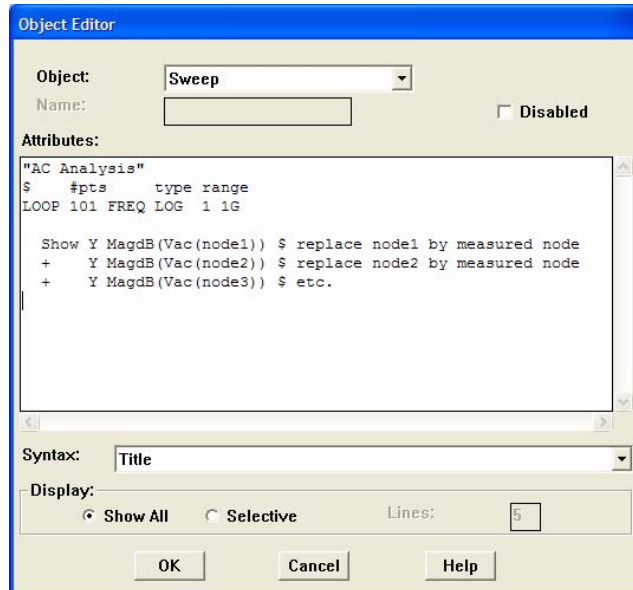 Object Editor
Object: Sweep
Name: Disabled
Attributes:
"AC Analysis"
$ #pts type range
LOOP 101 FREQ LOG 1 1G
Show Y MagdB(Vac(node1)) $ replace node1 by measured node
+ Y MagdB(Vac(node2)) $ replace node2 by measured node
+ Y MagdB(Vac(node3)) $ etc.
Syntax: Title
Display:
Show All Selective Lines: 5
OK Cancel Help